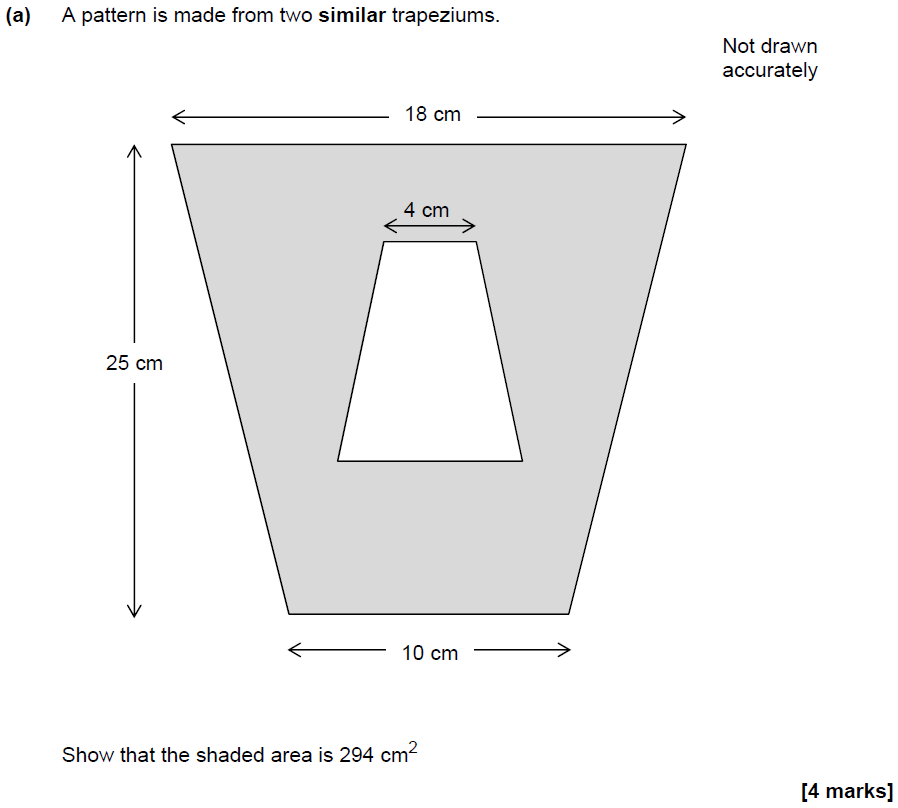 (a) A pattern is made from two similar trapeziums.
Not drawn
accurately
18 cm
4 cm
25 cm
10 cm
Show that the shaded area is 294 cm²
[4 marks]